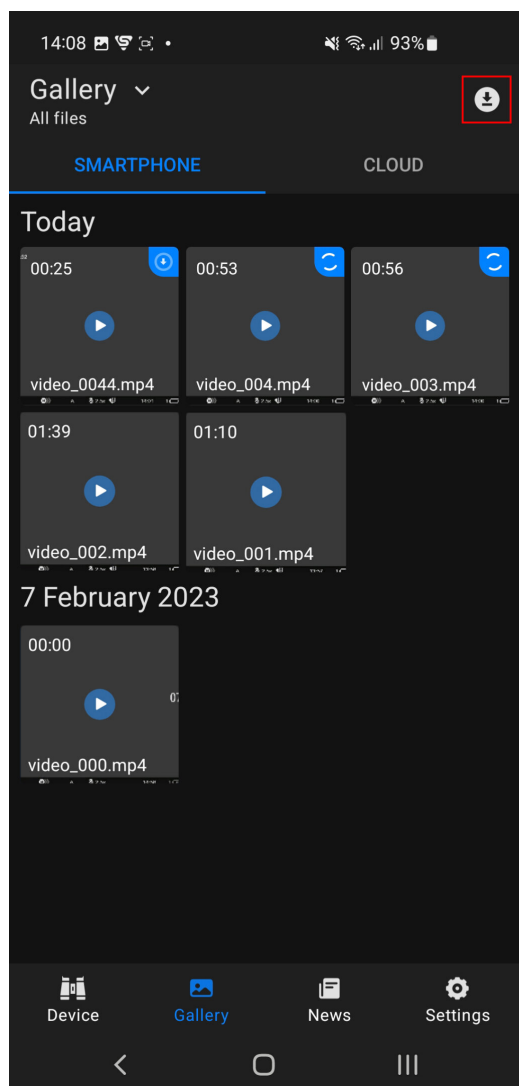 14:08 93%
Gallery
All files
SMARTPHONE CLOUD
Today
00:25 00:53 00:56
video_0044.mp4 video_004.mp4 video_003.mp4
01:39 01:10
video_002.mp4 video_001.mp4
7 February 2023
00:00
07
video_000.mp4
Device Gallery News Settings